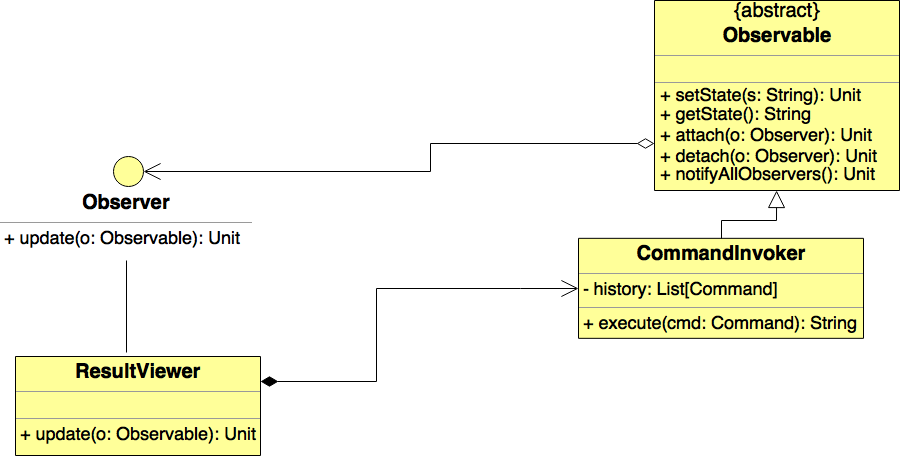 {abstract}
Observable
+ setState(s: String): Unit
+ getState(): String
+ attach(o: Observer): Unit
+ detach(o: Observer): Unit
+ notifyAllObservers(): Unit
Observer
+ update(o: Observable): Unit
CommandInvoker
- history: List[Command]
+ execute(cmd: Command): String
ResultViewer
+ update(o: Observable): Unit